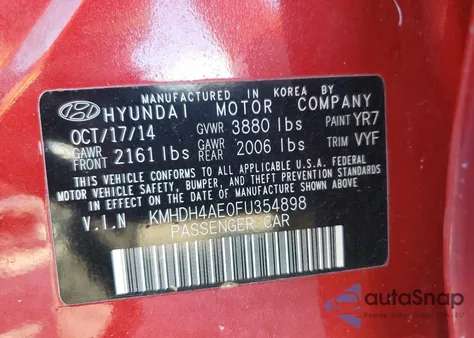 MANUFACTURED IN KOREA BY
HYUNDAI MOTOR COMPANY
OCT/17/14 GVWR 3880 lbs PAINT YR7
GAWR FRONT 2161 lbs GAWR REAR 2006 lbs TRIM VYF
THIS VEHICLE CONFORMS TO ALL APPLICABLE U.S.A. FEDERAL
MOTOR VEHICLE SAFETY, BUMPER, AND THEFT PREVENTION STANDARDS
IN EFFECT ON THE DATE OF MANUFACTURE SHOWN ABOVE.
V.I.N KMHDH4AE0FU354898
PASSENGER CAR
autoSnap